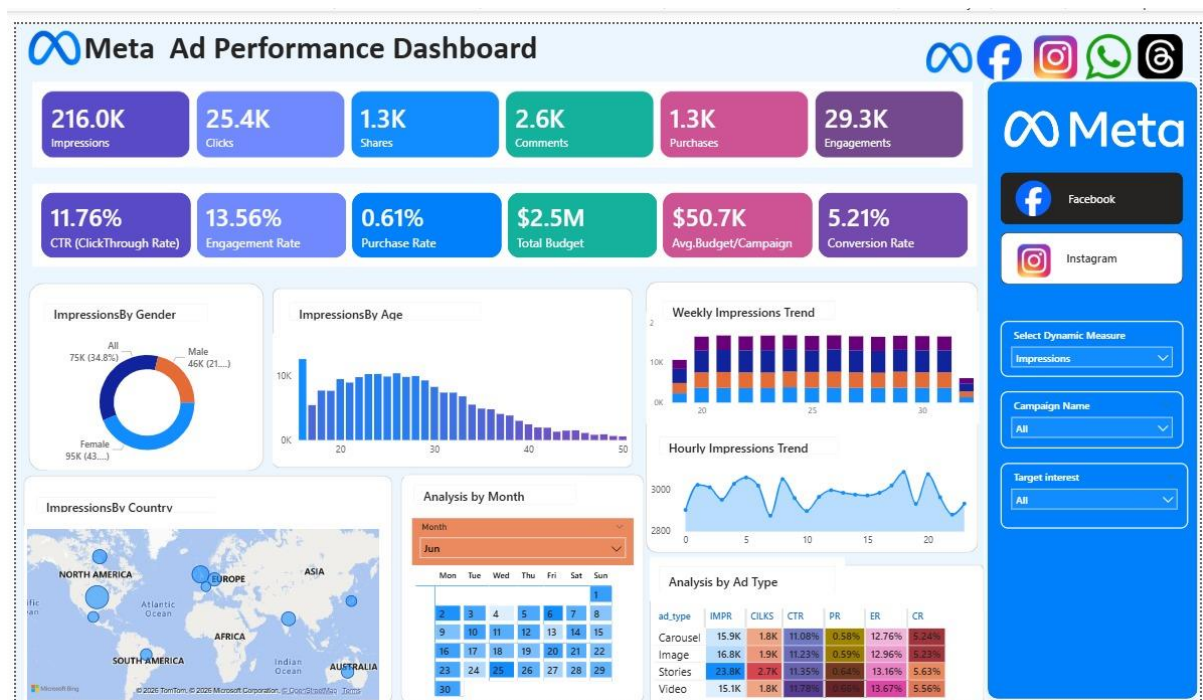 Meta Ad Performance Dashboard
216.0K
Impressions
25.4K
Clicks
1.3K
Shares
2.6K
Comments
1.3K
Purchases
29.3K
Engagements
11.76%
CTR (ClickThrough Rate)
13.56%
Engagement Rate
0.61%
Purchase Rate
$2.5M
Total Budget
$50.7K
Avg.Budget/Campaign
5.21%
Conversion Rate
Meta
Facebook
Instagram
Select Dynamic Measure
Impressions
Campaign Name
All
Target interest
All
ImpressionsBy Gender
All
75K (34.8%)
Male
46K (21....)
Female
95K (43....)
ImpressionsBy Age
10K
0K
20 30 40 50
Weekly Impressions Trend
2
10K
0K
20 25 30
Hourly Impressions Trend
3000
2800
0 5 10 15 20
ImpressionsBy Country
NORTH AMERICA
EUROPE
ASIA
Atlantic
Ocean
AFRICA
SOUTH AMERICA
Indian
Ocean
AUSTRALIA
Microsoft Bing
© 2026 TomTom, © 2026 Microsoft Corporation, © OpenStreetMap Terms
Analysis by Month
Month
Jun
Mon Tue Wed Thu Fri Sat Sun
1
2 3 4 5 6 7 8
9 10 11 12 13 14 15
16 17 18 19 20 21 22
23 24 25 26 27 28 29
30
Analysis by Ad Type
ad_type IMPR CILKS CTR PR ER CR
Carousel 15.9K 1.8K 11.08% 0.58% 12.76% 5.24%
Image 16.8K 1.9K 11.23% 0.59% 12.96% 5.23%
Stories 23.8K 2.7K 11.35% 0.64% 13.16% 5.63%
Video 15.1K 1.8K 11.78% 13.67% 5.56%